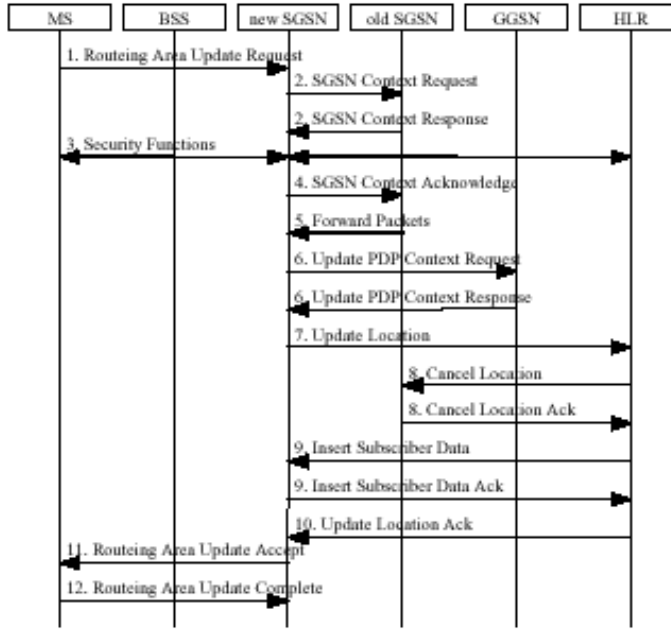 MS BSS new SGSN old SGSN GGSN HLR
1. Routeing Area Update Request
2. SGSN Context Request
2. SGSN Context Response
3. Security Functions
4. SGSN Context Acknowledge
5. Forward Packets
6. Update PDP Context Request
6. Update PDP Context Response
7. Update Location
8. Cancel Location
8. Cancel Location Ack
9. Insert Subscriber Data
9. Insert Subscriber Data Ack
10. Update Location Ack
11. Routeing Area Update Accept
12. Routeing Area Update Complete